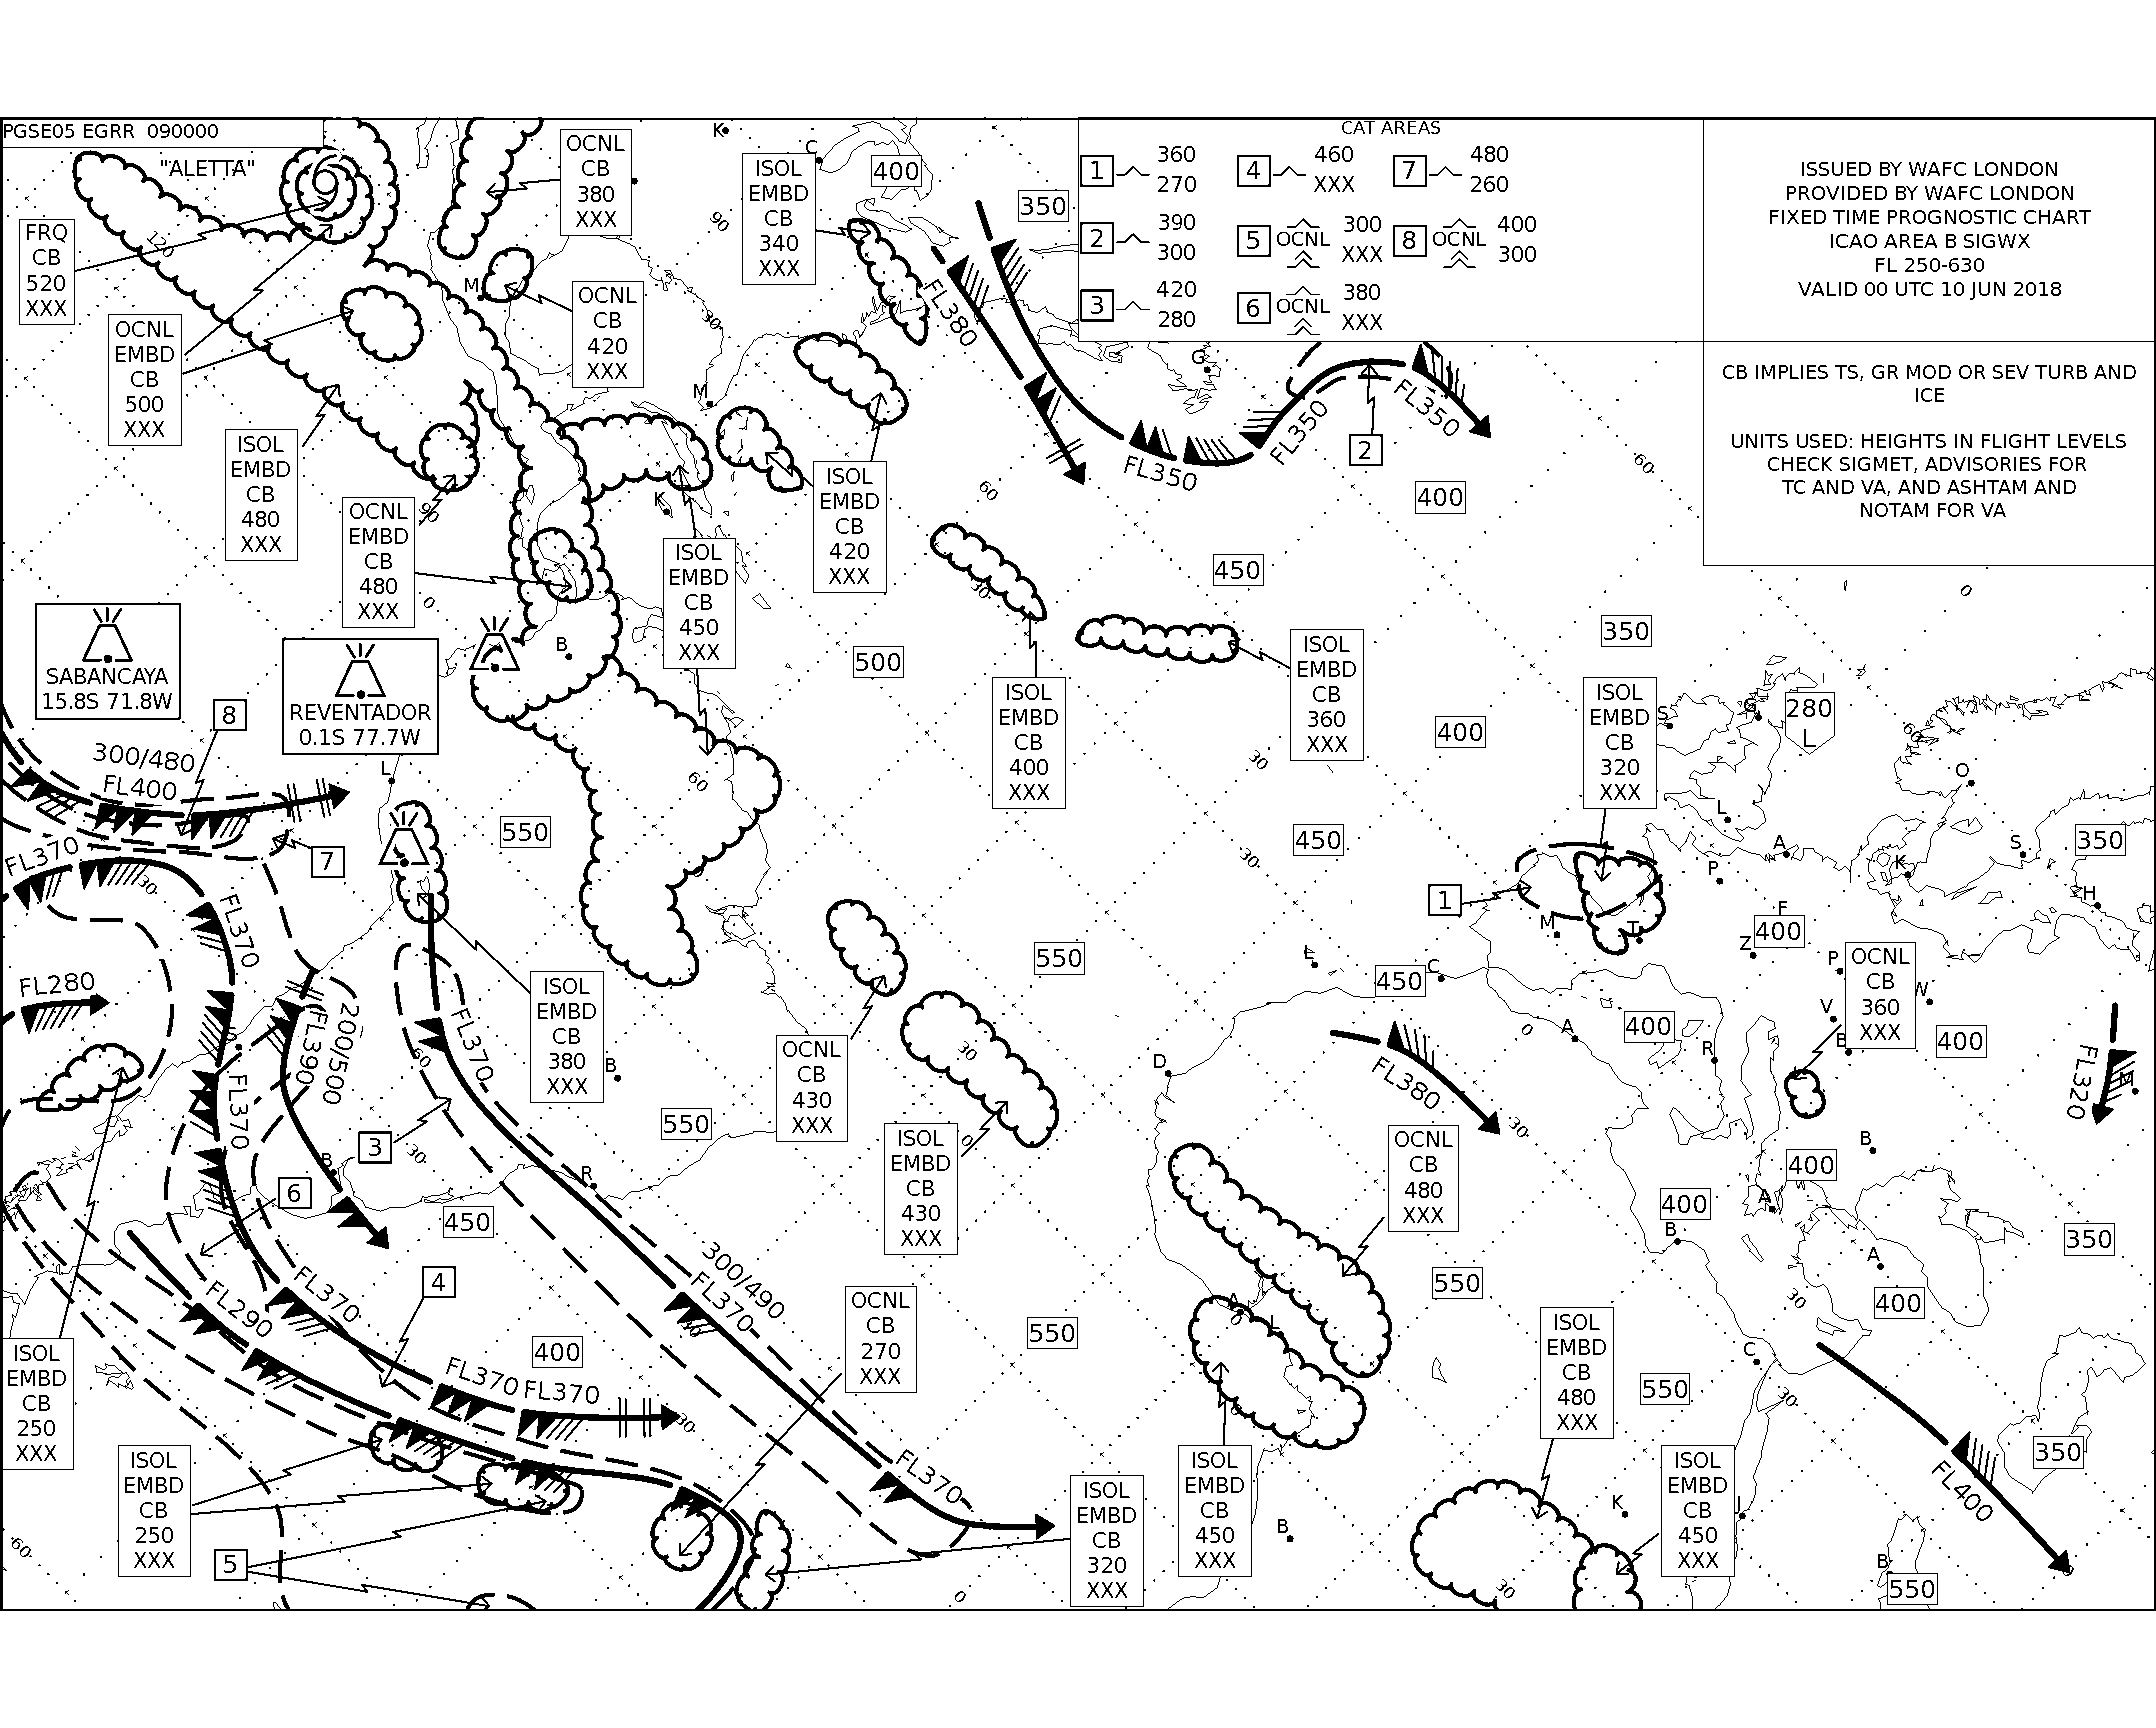 PGSE05 EGRR 090000
"ALETTA"
FRQ
CB
520
XXX
OCNL
EMBD
CB
500
XXX
ISOL
EMBD
CB
480
XXX
OCNL
EMBD
CB
480
XXX
OCNL
CB
380
XXX
OCNL
CB
420
XXX
ISOL
EMBD
CB
340
XXX
ISOL
EMBD
CB
420
XXX
ISOL
EMBD
CB
450
XXX
400
350
CAT AREAS
1
360
270
4
460
XXX
7
480
260
2
390
300
5
OCNL
300
XXX
8
OCNL
400
300
3
420
280
6
OCNL
380
XXX
ISSUED BY WAFC LONDON
PROVIDED BY WAFC LONDON
FIXED TIME PROGNOSTIC CHART
ICAO AREA B SIGWX
FL 250-630
VALID 00 UTC 10 JUN 2018
CB IMPLIES TS, GR MOD OR SEV TURB AND
ICE
UNITS USED: HEIGHTS IN FLIGHT LEVELS
CHECK SIGMET, ADVISORIES FOR
TC AND VA, AND ASHTAM AND
NOTAM FOR VA
FL380
FL350
FL350
FL350
2
400
450
350
500
400
450
SABANCAYA
15.8S 71.8W
REVENTADOR
0.1S 77.7W
8
300/480
FL400
7
FL370
FL370
FL280
FL370
FL390
200/500
FL370
550
ISOL
EMBD
CB
400
XXX
ISOL
EMBD
CB
360
XXX
ISOL
EMBD
CB
320
XXX
280
L
350
1
550
450
400
400
400
OCNL
CB
360
XXX
FL320
ISOL
EMBD
CB
380
XXX
OCNL
CB
430
XXX
ISOL
EMBD
CB
430
XXX
550
3
6
450
4
FL380
OCNL
CB
480
XXX
400
400
350
400
550
FL290
FL370
FL370
FL370
400
300/490
FL370
FL370
OCNL
CB
270
XXX
550
ISOL
EMBD
CB
250
XXX
ISOL
EMBD
CB
250
XXX
5
ISOL
EMBD
CB
320
XXX
ISOL
EMBD
CB
450
XXX
ISOL
EMBD
CB
480
XXX
ISOL
EMBD
CB
450
XXX
550
350
FL400
550